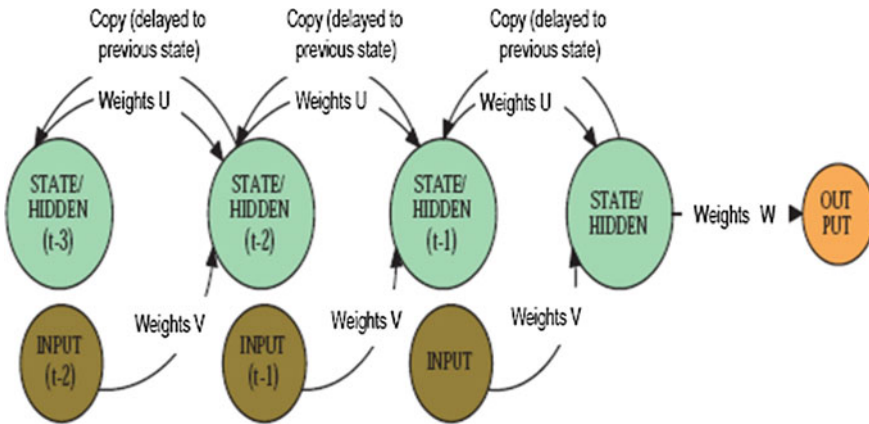 Copy (delayed to
previous state)
Copy (delayed to
previous state)
Copy (delayed to
previous state)
Weights U
Weights U
Weights U
STATE/
HIDDEN
(t-3)
STATE/
HIDDEN
(t-2)
STATE/
HIDDEN
(t-1)
STATE/
HIDDEN
Weights W
OUT
PUT
Weights V
Weights V
Weights V
INPUT
(t-2)
INPUT
(t-1)
INPUT